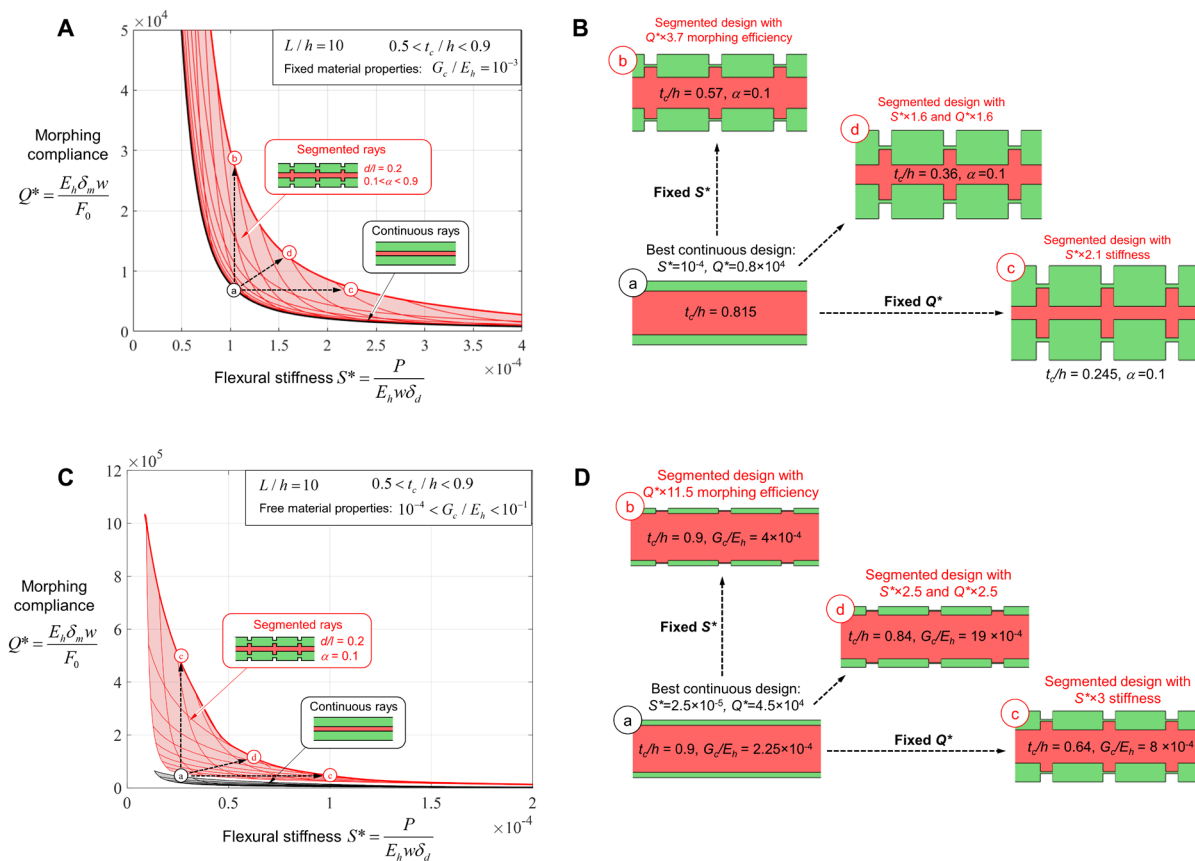 A
×10⁴
5
4
3
2
1
0
Morphing
compliance
Q* = E_h δ_m w / F_0
L / h = 10 0.5 < t_c / h < 0.9
Fixed material properties: G_c / E_h = 10⁻³
Segmented rays
d/l = 0.2
0.1<α < 0.9
Continuous rays
b
d
a
c
0 0.5 1 1.5 2 2.5 3 3.5 4
×10⁻⁴
Flexural stiffness S* = P / E_h w δ_d
B
Segmented design with
Q*×3.7 morphing efficiency
b
t_c/h = 0.57, α =0.1
Segmented design with
S*×1.6 and Q*×1.6
d
t_c/h = 0.36, α=0.1
Fixed S*
Best continuous design:
S*=10⁻⁴, Q*=0.8×10⁴
a
t_c/h = 0.815
Fixed Q*
Segmented design with
S*×2.1 stiffness
c
t_c/h = 0.245, α=0.1
C
×10⁵
12
10
8
6
4
2
0
Morphing
compliance
Q* = E_h δ_m w / F_0
L / h = 10 0.5 < t_c / h < 0.9
Free material properties: 10⁻⁴ < G_c / E_h < 10⁻¹
Segmented rays
d/l = 0.2
α = 0.1
Continuous rays
c
d
a
c
0 0.5 1 1.5 2
×10⁻⁴
Flexural stiffness S* = P / E_h w δ_d
D
Segmented design with
Q*×11.5 morphing efficiency
b
t_c/h = 0.9, G_c/E_h = 4×10⁻⁴
Segmented design with
S*×2.5 and Q*×2.5
d
t_c/h = 0.84, G_c/E_h = 19 ×10⁻⁴
Fixed S*
Best continuous design:
S*=2.5×10⁻⁵, Q*=4.5×10⁴
a
t_c/h = 0.9, G_c/E_h = 2.25×10⁻⁴
Fixed Q*
Segmented design with
S*×3 stiffness
c
t_c/h = 0.64, G_c/E_h = 8 ×10⁻⁴